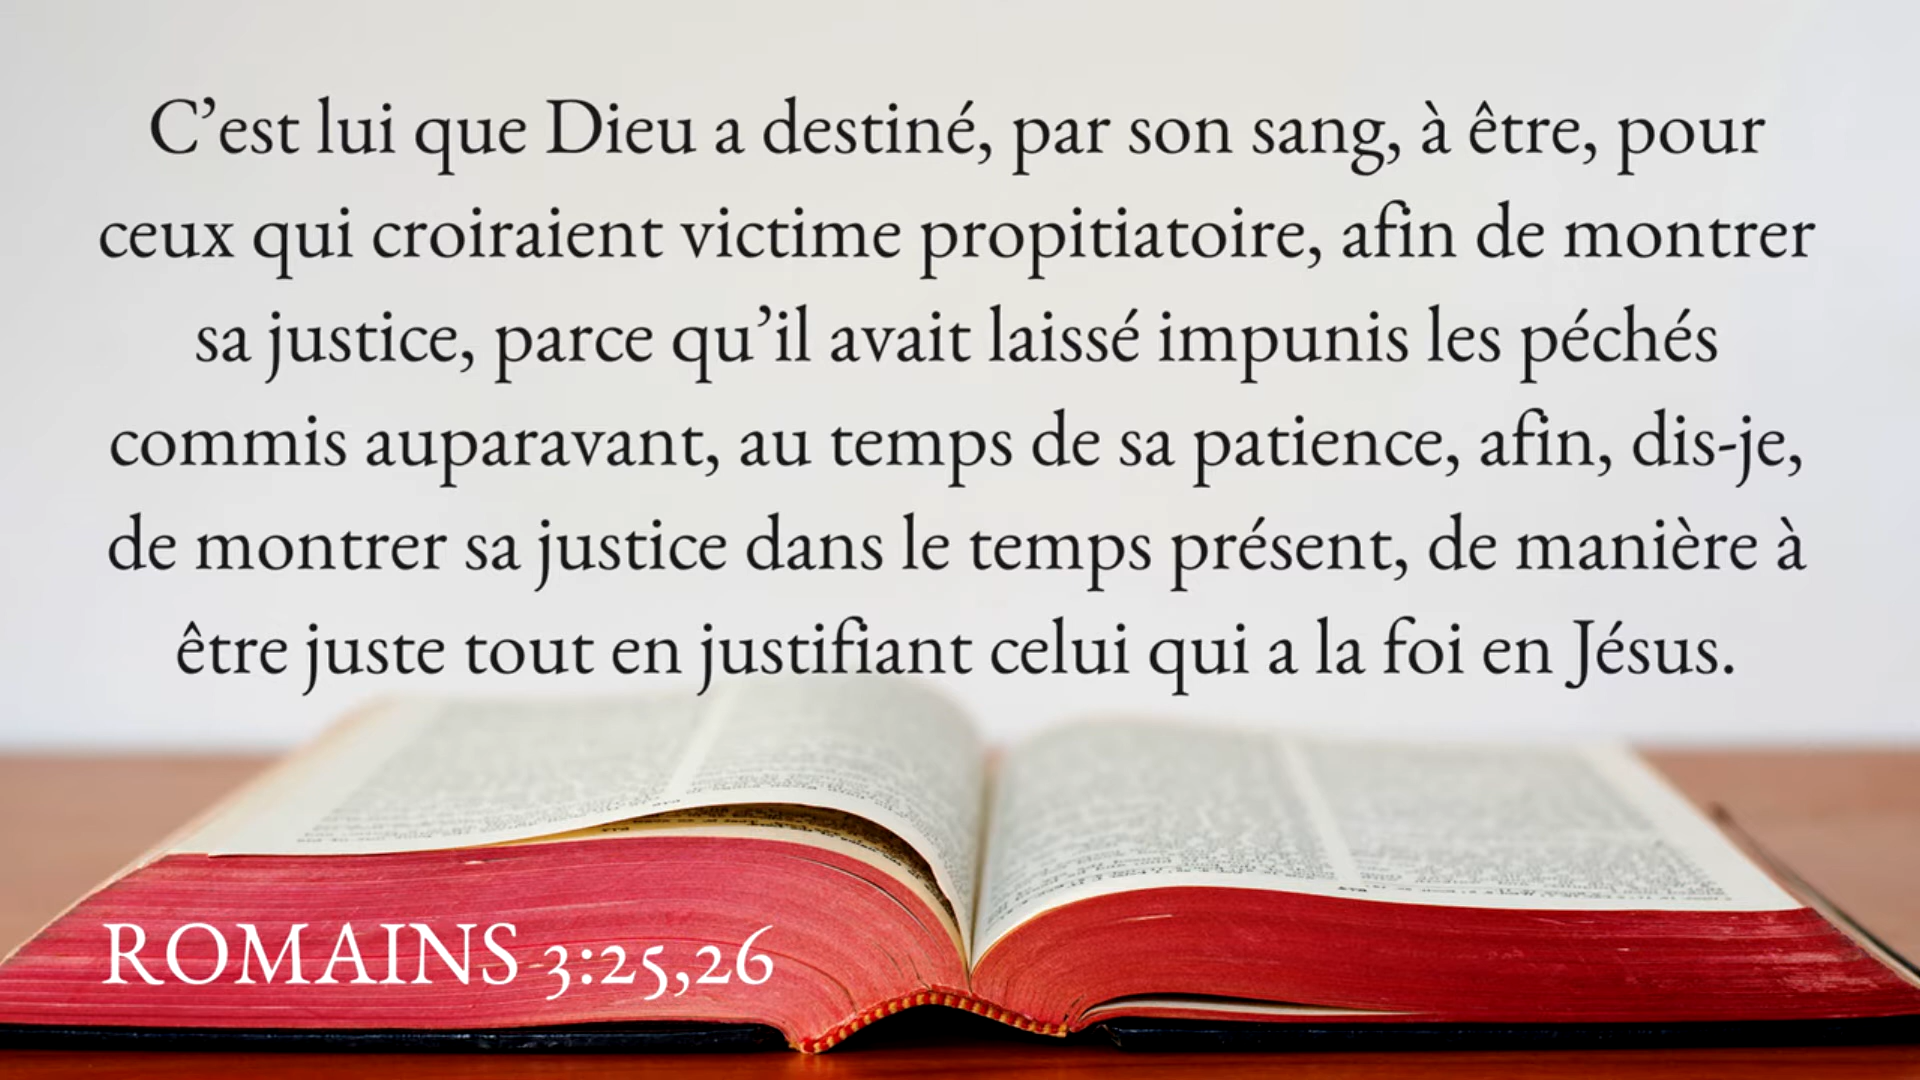 C’est lui que Dieu a destiné, par son sang, à être, pour
ceux qui croiraient victime propitiatoire, afin de montrer
sa justice, parce qu’il avait laissé impunis les péchés
commis auparavant, au temps de sa patience, afin, dis-je,
de montrer sa justice dans le temps présent, de manière à
être juste tout en justifiant celui qui a la foi en Jésus.
ROMAINS 3:25,26